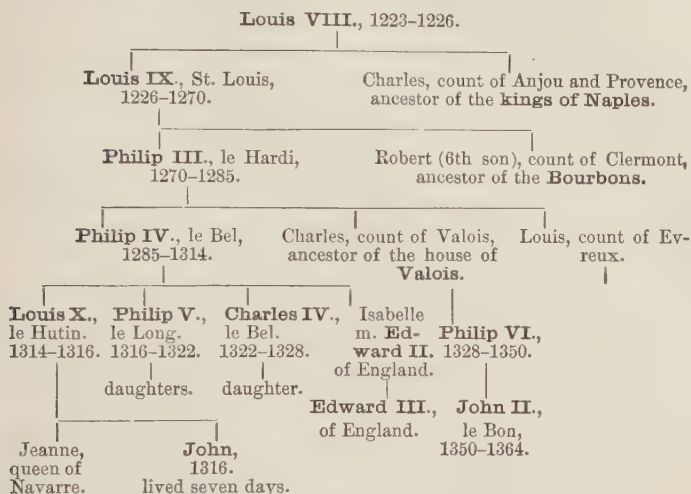 Louis VIII., 1223–1226.
Louis IX., St. Louis,
1226–1270.
Charles, count of Anjou and Provence,
ancestor of the kings of Naples.
Philip III., le Hardi,
1270–1285.
Robert (6th son), count of Clermont,
ancestor of the Bourbons.
Philip IV., le Bel,
1285–1314.
Charles, count of Valois,
ancestor of the house of
Valois.
Louis, count of Ev-
reux.
Louis X.,
le Hutin.
1314–1316.
Philip V.,
le Long.
1316–1322.
daughters.
Charles IV.,
le Bel.
1322–1328.
daughter.
Isabelle
m. Ed-
ward II.
of England.
Philip VI.,
1328–1350.
Edward III.,
of England.
John II.,
le Bon,
1350–1364.
Jeanne,
queen of
Navarre.
John,
1316.
lived seven days.